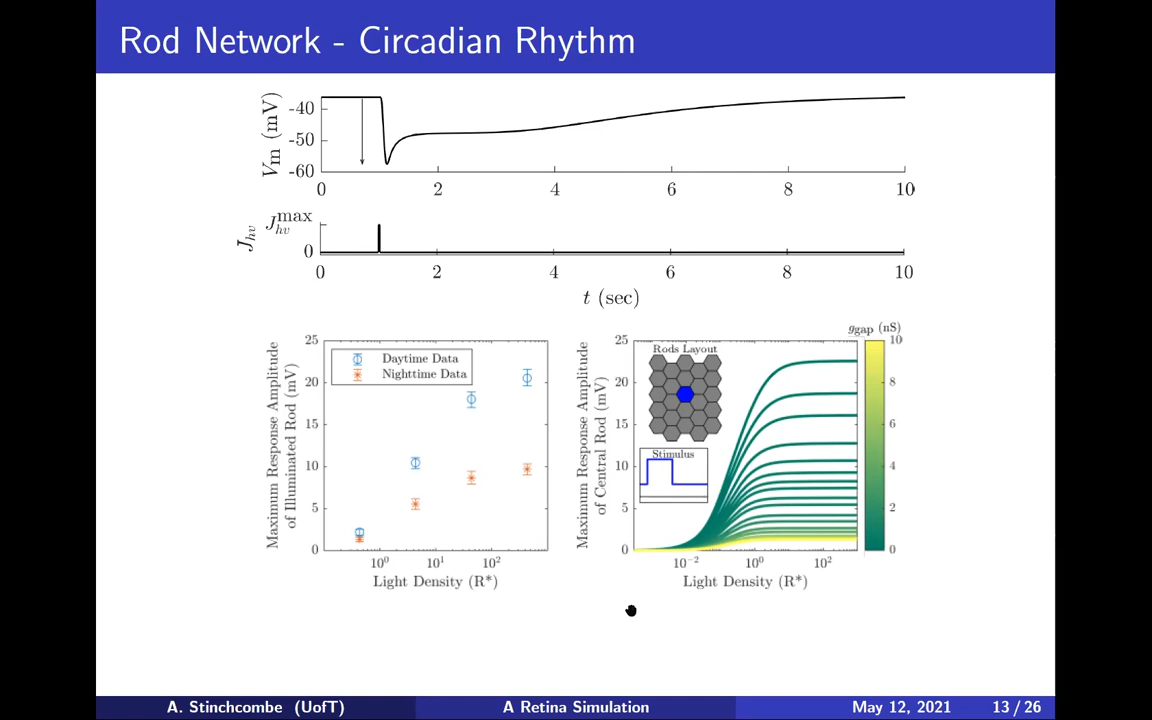 Rod Network - Circadian Rhythm
Vm (mV)
-40
-50
-60
0 2 4 6 8 10
J_hv
J_hv^max
0
0 2 4 6 8 10
t (sec)
Maximum Response Amplitude
of Illuminated Rod (mV)
25
20
15
10
5
0
Daytime Data
Nighttime Data
10^0 10^1 10^2
Light Density (R*)
Maximum Response Amplitude
of Central Rod (mV)
25
20
15
10
5
0
Rods Layout
Stimulus
10^-2 10^0 10^2
Light Density (R*)
g_gap (nS)
10
8
6
4
2
0
A. Stinchcombe (UofT) A Retina Simulation May 12, 2021 13 / 26